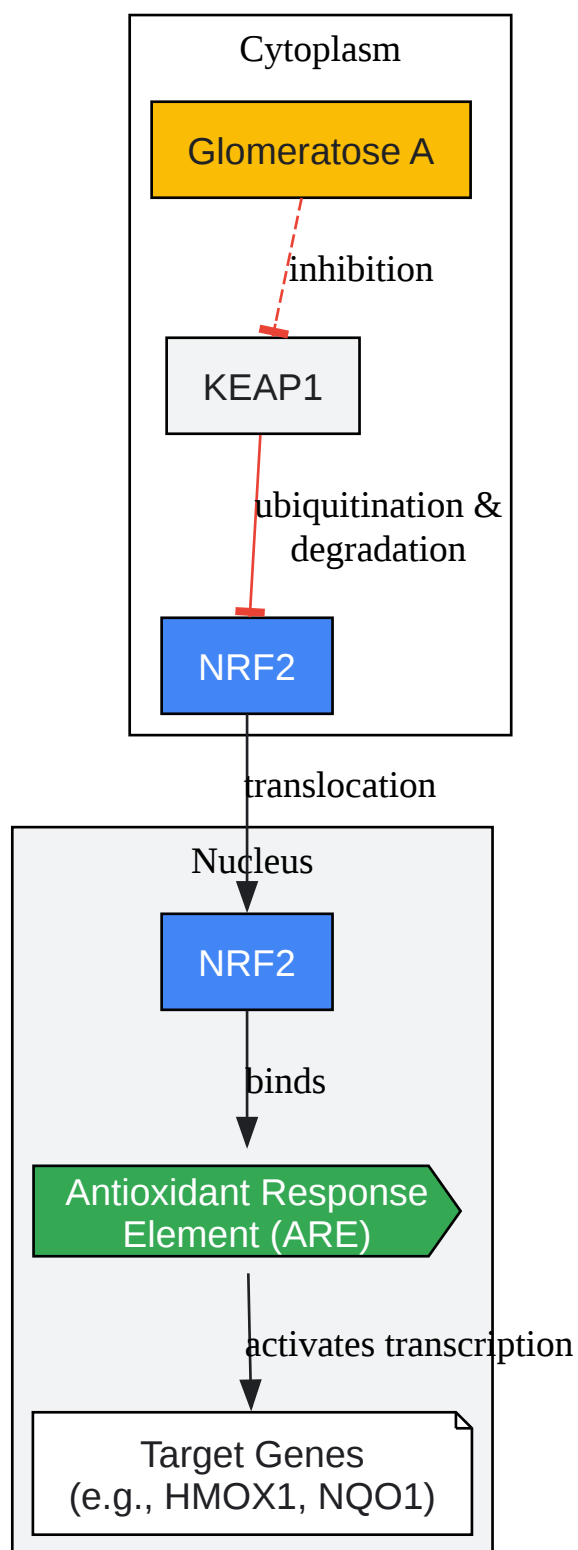 Cytoplasm
Glomeratose A
inhibition
KEAP1
ubiquitination &
degradation
NRF2
translocation
Nucleus
NRF2
binds
Antioxidant Response
Element (ARE)
activates transcription
Target Genes
(e.g., HMOX1, NQO1)